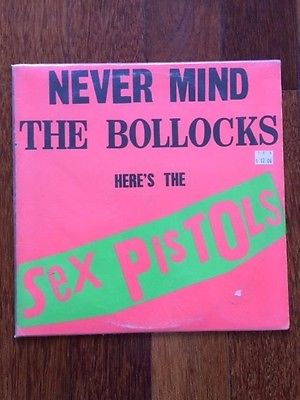 NEVER MIND
THE BOLLOCKS
HERE'S THE
Sex PisTOls